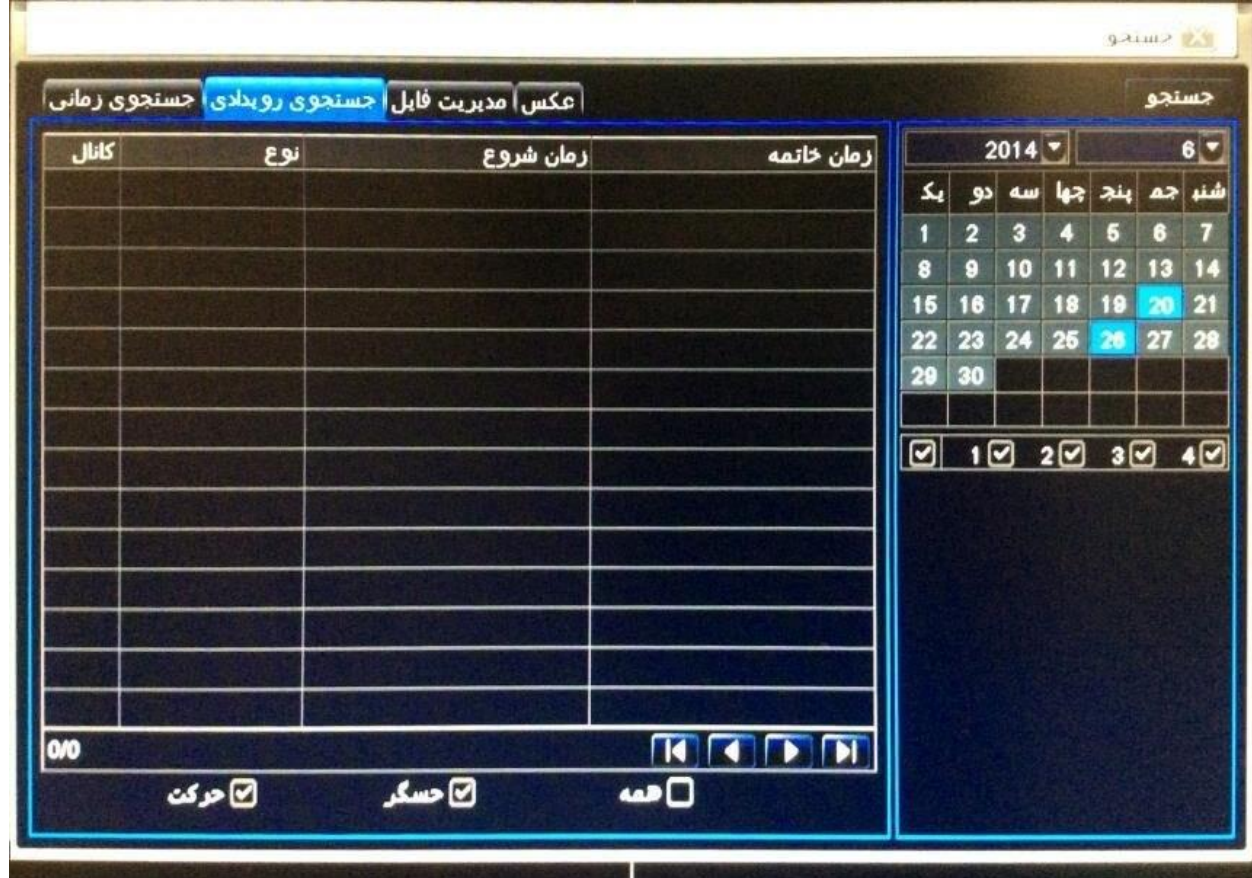 جستجو
جستجو
جستجوی زمانی جستجوی رویدادی مدیریت فایل عکس
کانال نوع زمان شروع زمان خاتمه
2014 6
یک دو سه چها پنج جم شنب
1 2 3 4 5 6 7
8 9 10 11 12 13 14
15 16 17 18 19 20 21
22 23 24 25 26 27 28
29 30
1 2 3 4
0/0
حرکت حسگر همه